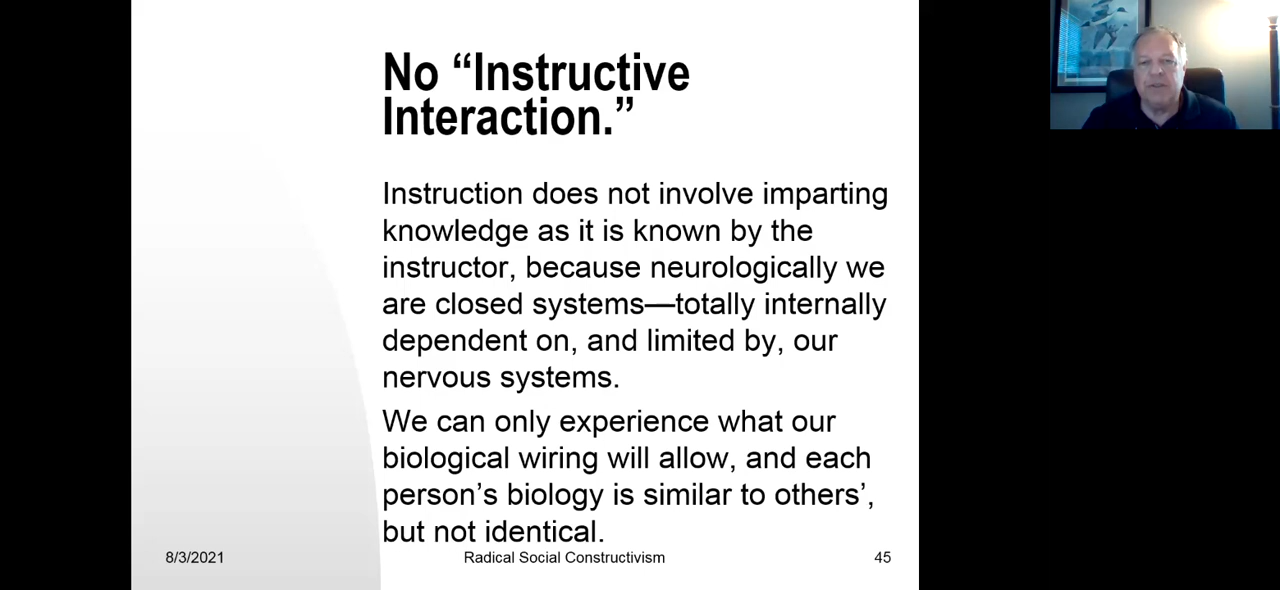 No “Instructive
Interaction.”
Instruction does not involve imparting
knowledge as it is known by the
instructor, because neurologically we
are closed systems—totally internally
dependent on, and limited by, our
nervous systems.
We can only experience what our
biological wiring will allow, and each
person’s biology is similar to others’,
but not identical.
8/3/2021
Radical Social Constructivism
45